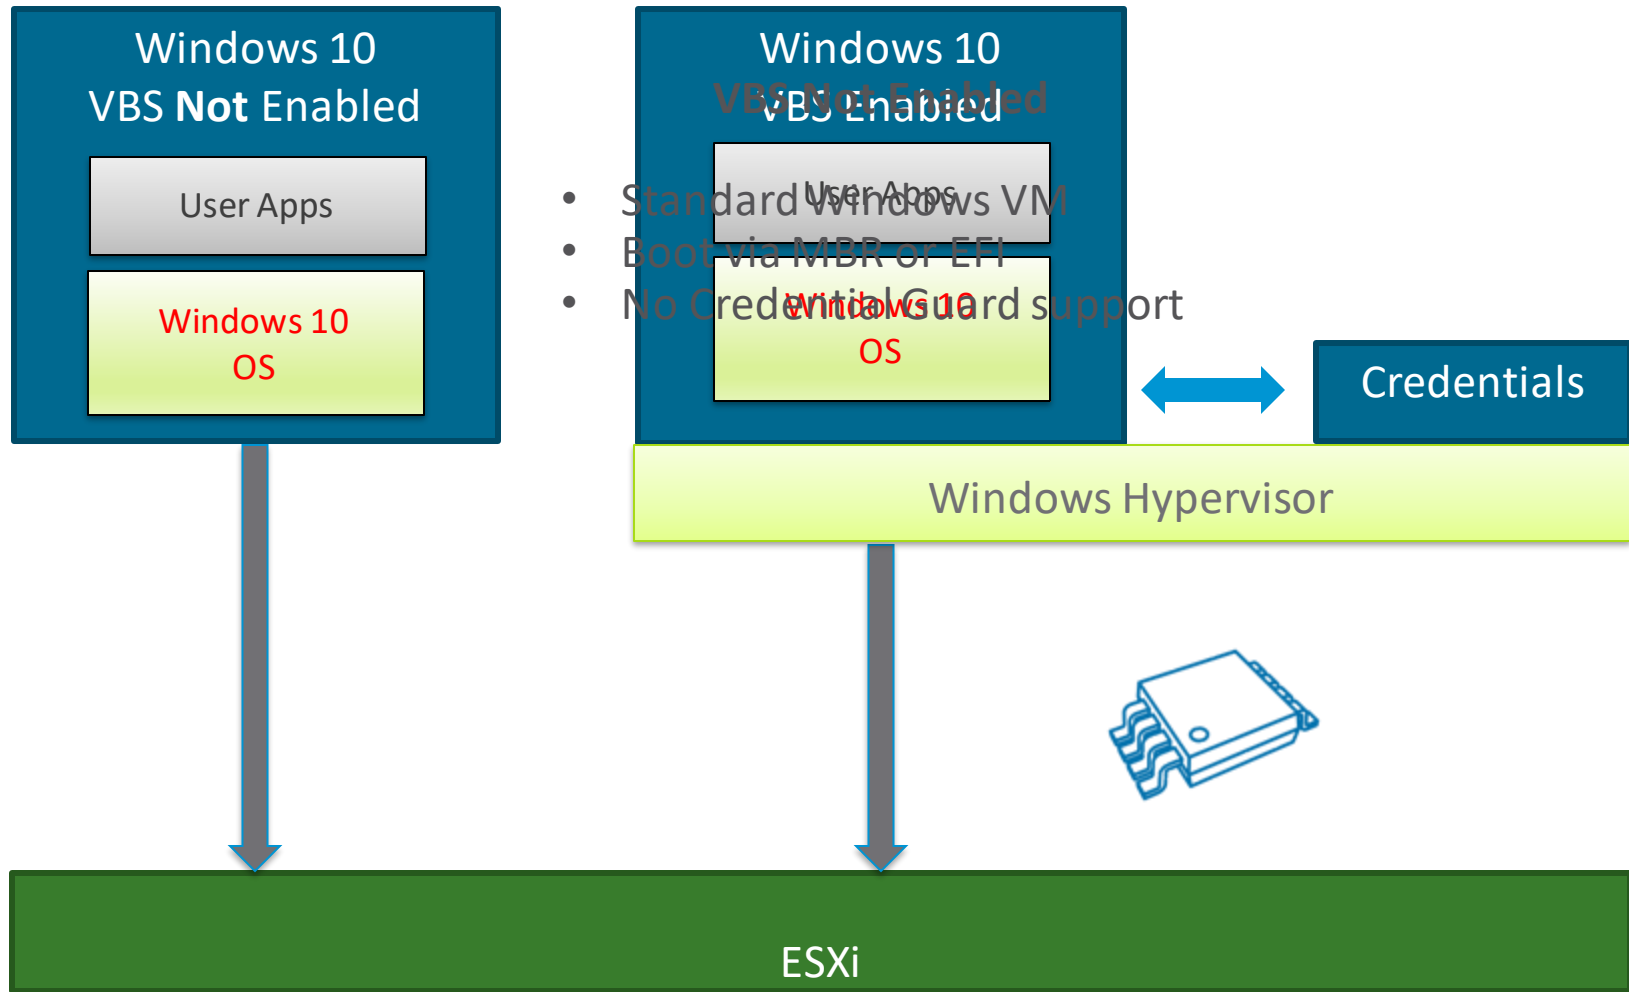 Windows 10
VBS Not Enabled
User Apps
Windows 10
OS
Windows 10
VBS Enabled
User Apps
Windows 10
OS
VBS Not Enabled
• Standard Windows VM
• Boot via MBR or EFI
• No Credential Guard support
Credentials
Windows Hypervisor
ESXi